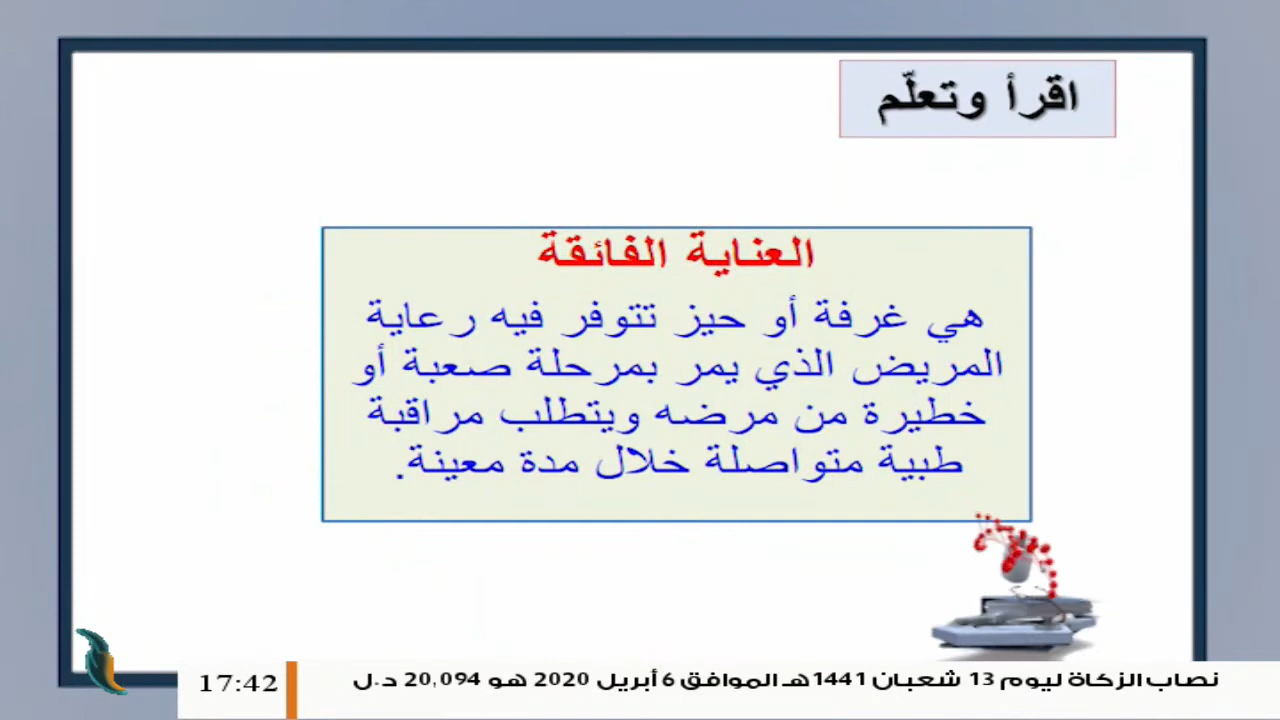 اقرأ وتعلّم
العناية الفائقة
هي غرفة أو حيز تتوفر فيه رعاية
المريض الذي يمر بمرحلة صعبة أو
خطيرة من مرضه ويتطلب مراقبة
طبية متواصلة خلال مدة معينة.
نصاب الزكاة ليوم 13 شعبان 1441هـ الموافق 6 أبريل 2020 هو 20,094 د.ل
17:42